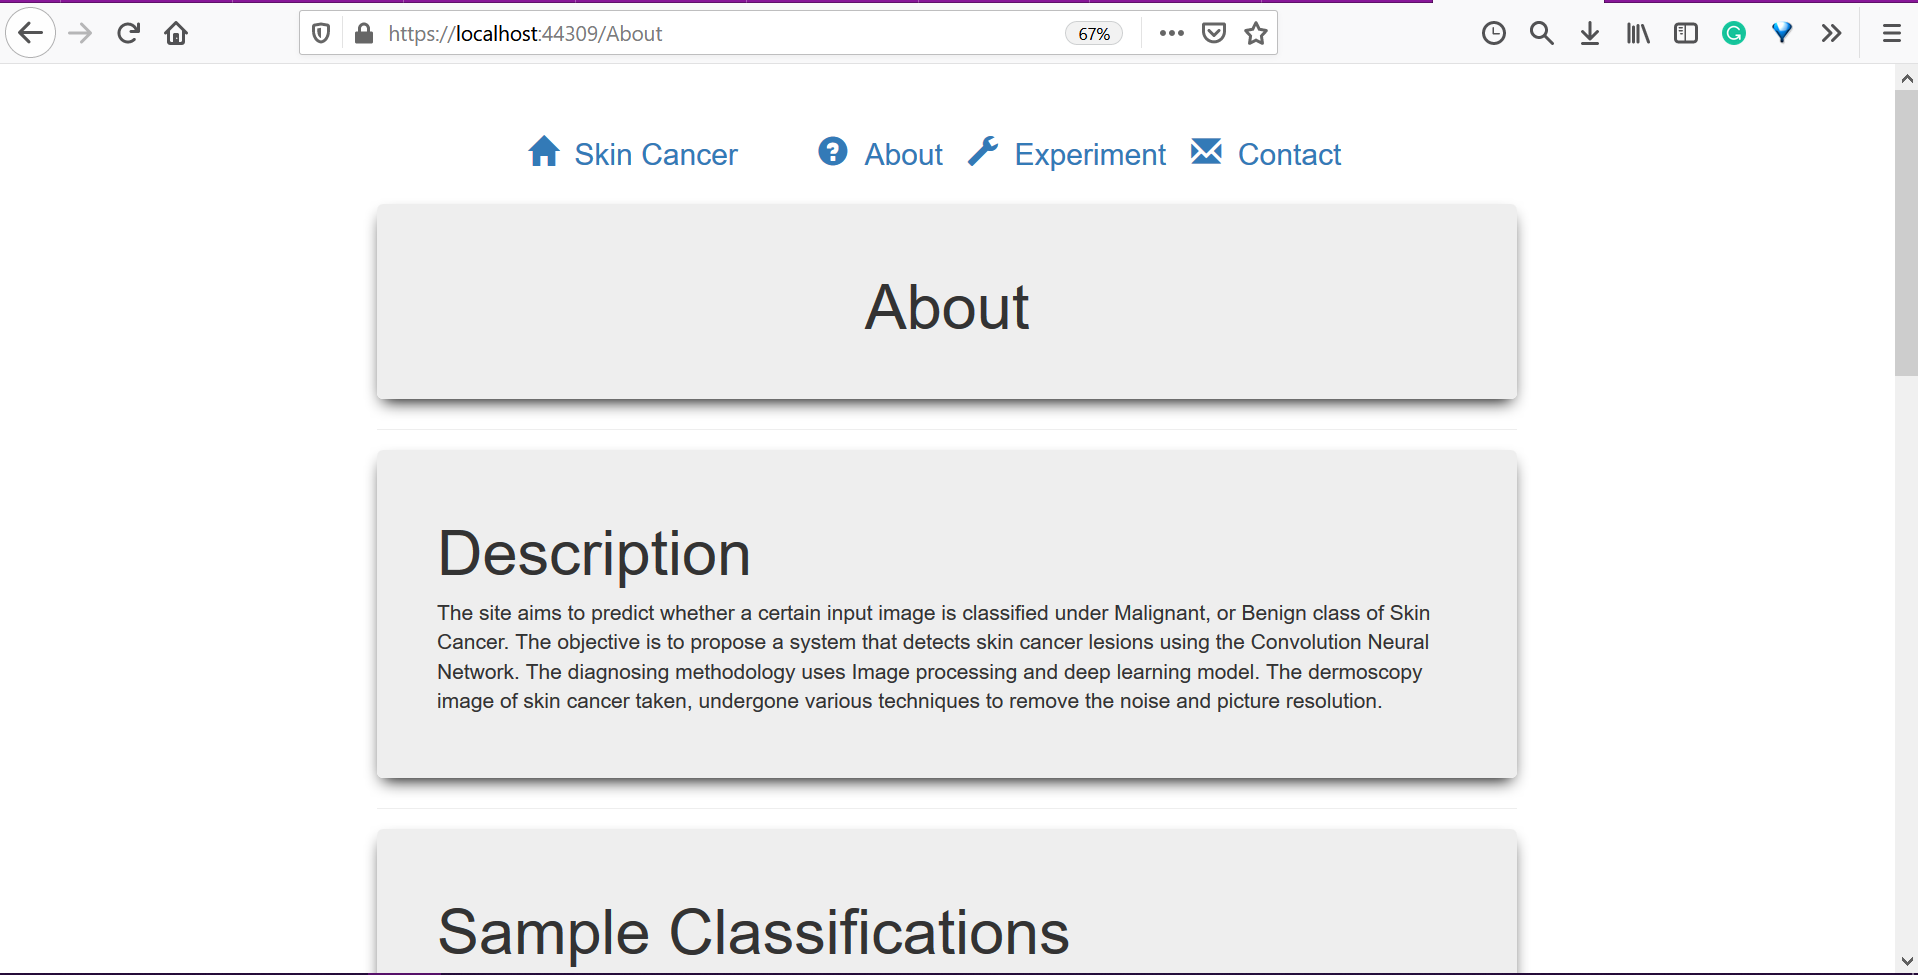 https://localhost:44309/About 67%
Skin Cancer About Experiment Contact
About
Description
The site aims to predict whether a certain input image is classified under Malignant, or Benign class of Skin
Cancer. The objective is to propose a system that detects skin cancer lesions using the Convolution Neural
Network. The diagnosing methodology uses Image processing and deep learning model. The dermoscopy
image of skin cancer taken, undergone various techniques to remove the noise and picture resolution.
Sample Classifications